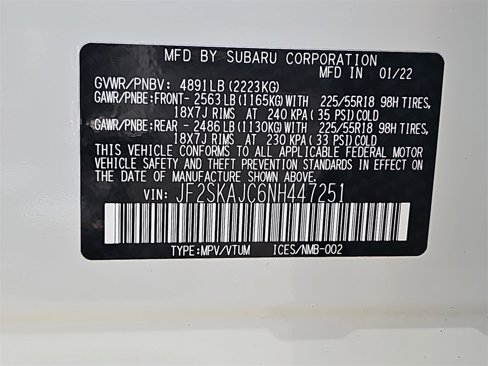 MFD BY SUBARU CORPORATION
MFD IN 01/22
GVWR/PNBV: 4891LB (2223KG)
GAWR/PNBE:FRONT- 2563LB (1165KG)WITH 225/55R18 98H TIRES,
18X7J RIMS AT 240 KPA( 35 PSI)COLD
GAWR/PNBE:REAR - 2486LB (1130KG)WITH 225/55R18 98H TIRES,
18X7J RIMS AT 230 KPA( 33 PSI)COLD
THIS VEHICLE CONFORMS TO ALL APPLICABLE FEDERAL MOTOR
VEHICLE SAFETY AND THEFT PREVENTION STANDARDS IN EFFECT ON
THE DATE OF MANUFACTURE SHOWN ABOVE.
VIN: JF2SKAJC6NH447251
TYPE:MPV/VTUM ICES/NMB-002